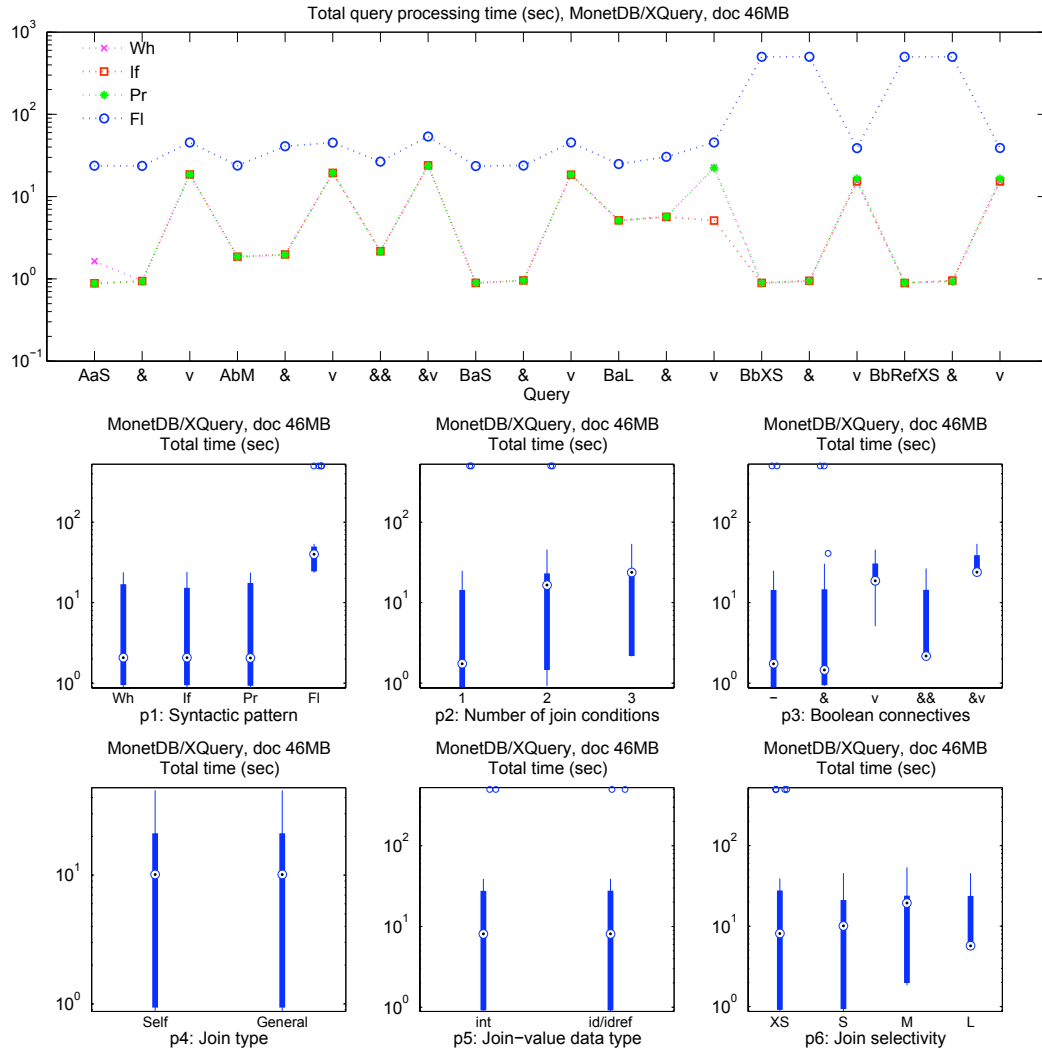 Total query processing time (sec), MonetDB/XQuery, doc 46MB
10^3
10^2
10^1
10^0
10^−1
Wh
If
Pr
Fl
AaS & v AbM & v && &v BaS & v BaL & v BbXS & v BbRefXS & v
Query
MonetDB/XQuery, doc 46MB
Total time (sec)
10^2
10^1
10^0
Wh If Pr Fl
p1: Syntactic pattern
MonetDB/XQuery, doc 46MB
Total time (sec)
10^2
10^1
10^0
1 2 3
p2: Number of join conditions
MonetDB/XQuery, doc 46MB
Total time (sec)
10^2
10^1
10^0
− & v && &v
p3: Boolean connectives
MonetDB/XQuery, doc 46MB
Total time (sec)
10^1
10^0
Self General
p4: Join type
MonetDB/XQuery, doc 46MB
Total time (sec)
10^2
10^1
10^0
int id/idref
p5: Join−value data type
MonetDB/XQuery, doc 46MB
Total time (sec)
10^2
10^1
10^0
XS S M L
p6: Join selectivity